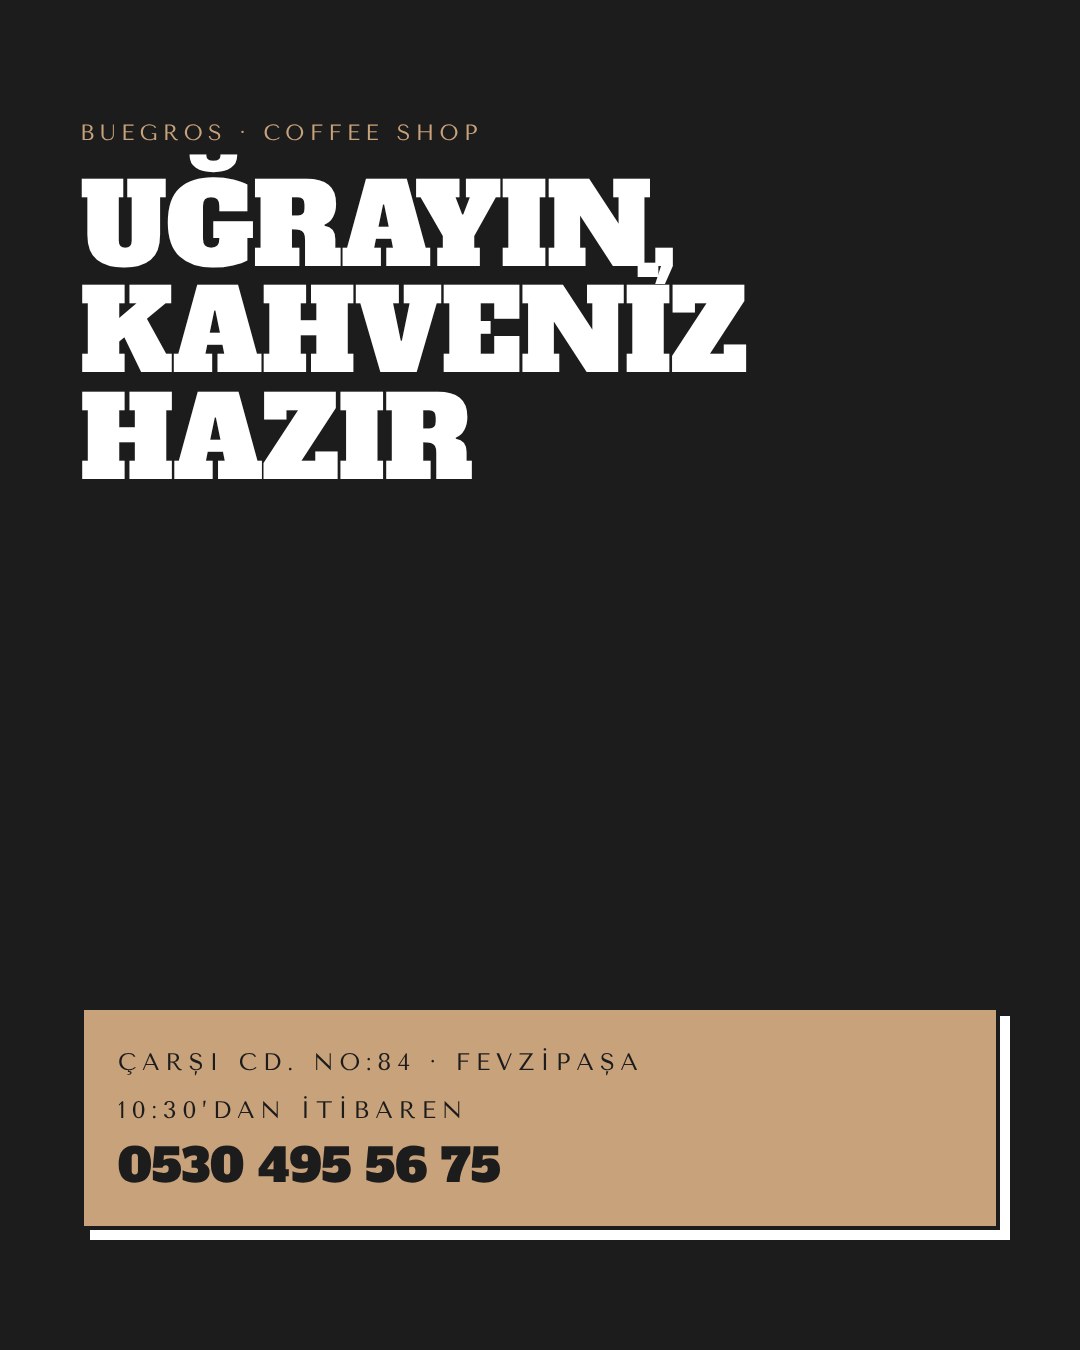 BUEGROS · COFFEE SHOP
UĞRAYIN,
KAHVENİZ
HAZIR
ÇARŞI CD. NO:84 · FEVZİPAŞA
10:30'DAN İTİBAREN
0530 495 56 75